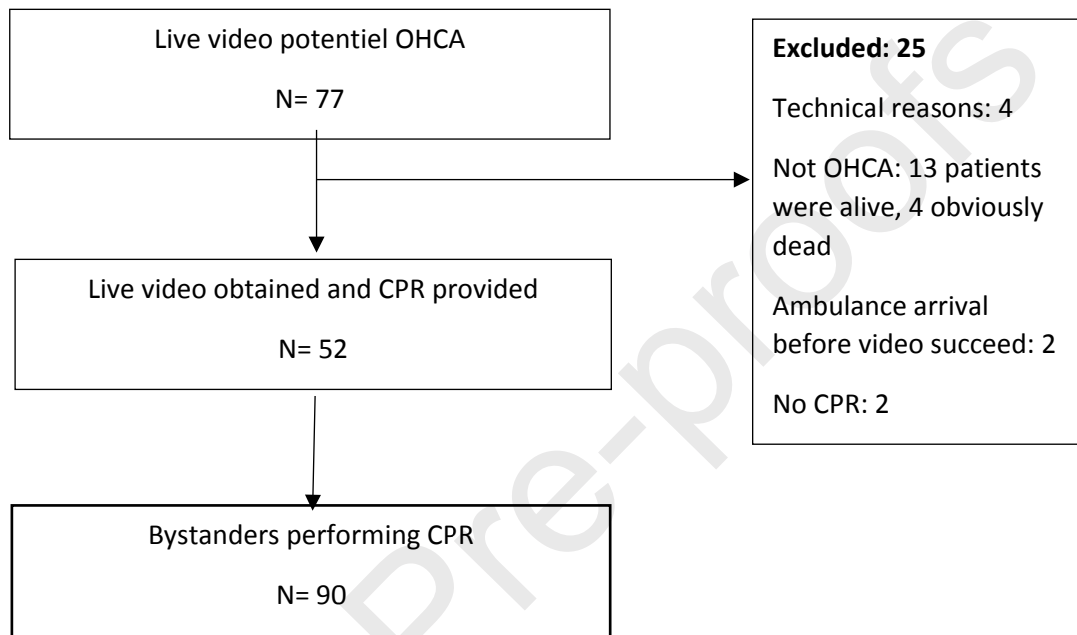 Live video potentiel OHCA
N= 77
Excluded: 25
Technical reasons: 4
Not OHCA: 13 patients
were alive, 4 obviously
dead
Ambulance arrival
before video succeed: 2
No CPR: 2
Live video obtained and CPR provided
N= 52
Bystanders performing CPR
N= 90
Pre-proofs